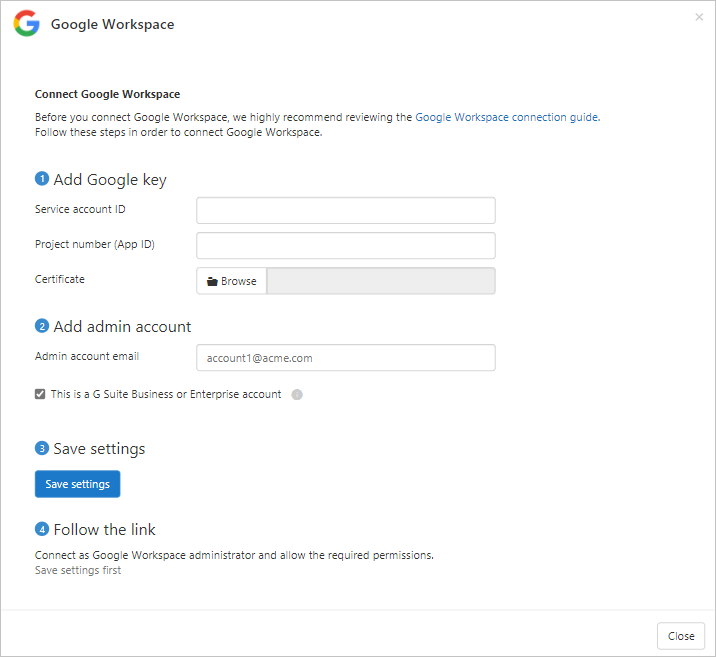 Google Workspace
×
Connect Google Workspace
Before you connect Google Workspace, we highly recommend reviewing the Google Workspace connection guide.
Follow these steps in order to connect Google Workspace.
1 Add Google key
Service account ID
Project number (App ID)
Certificate
Browse
2 Add admin account
Admin account email
account1@acme.com
This is a G Suite Business or Enterprise account
3 Save settings
Save settings
4 Follow the link
Connect as Google Workspace administrator and allow the required permissions.
Save settings first
Close